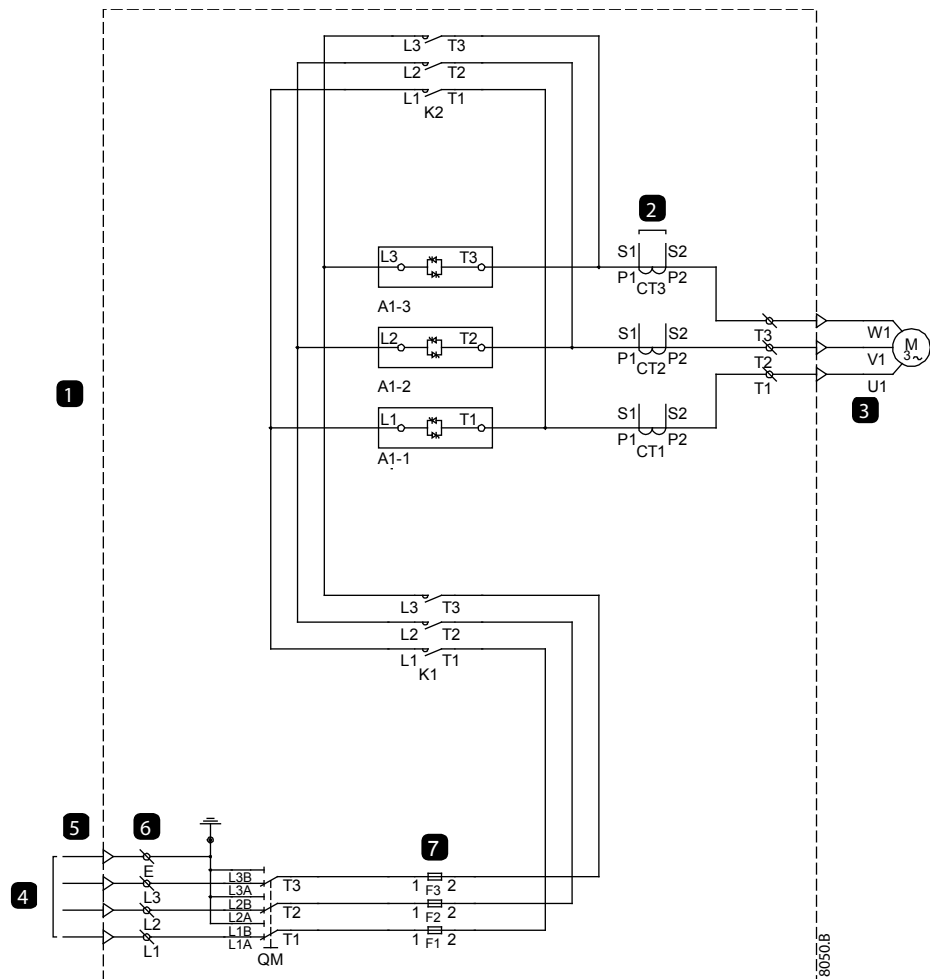 L3 T3
L2 T2
L1 T1
K2
2
S1 S2
L3 T3
P1 P2
CT3
A1-3
W1
T3
M
3~
S1 S2
L2 T2
P1 P2
CT2
T2
V1
A1-2
T1
U1
1
3
S1 S2
L1 T1
P1 P2
CT1
A1-1
L3 T3
L2 T2
L1 T1
K1
5
6
7
E
L3B
T3
1 F3 2
L3
L3A
4
L2B
T2
1 F2 2
L2
L2A
L1B
T1
1 F1 2
L1
L1A
QM
8050.B